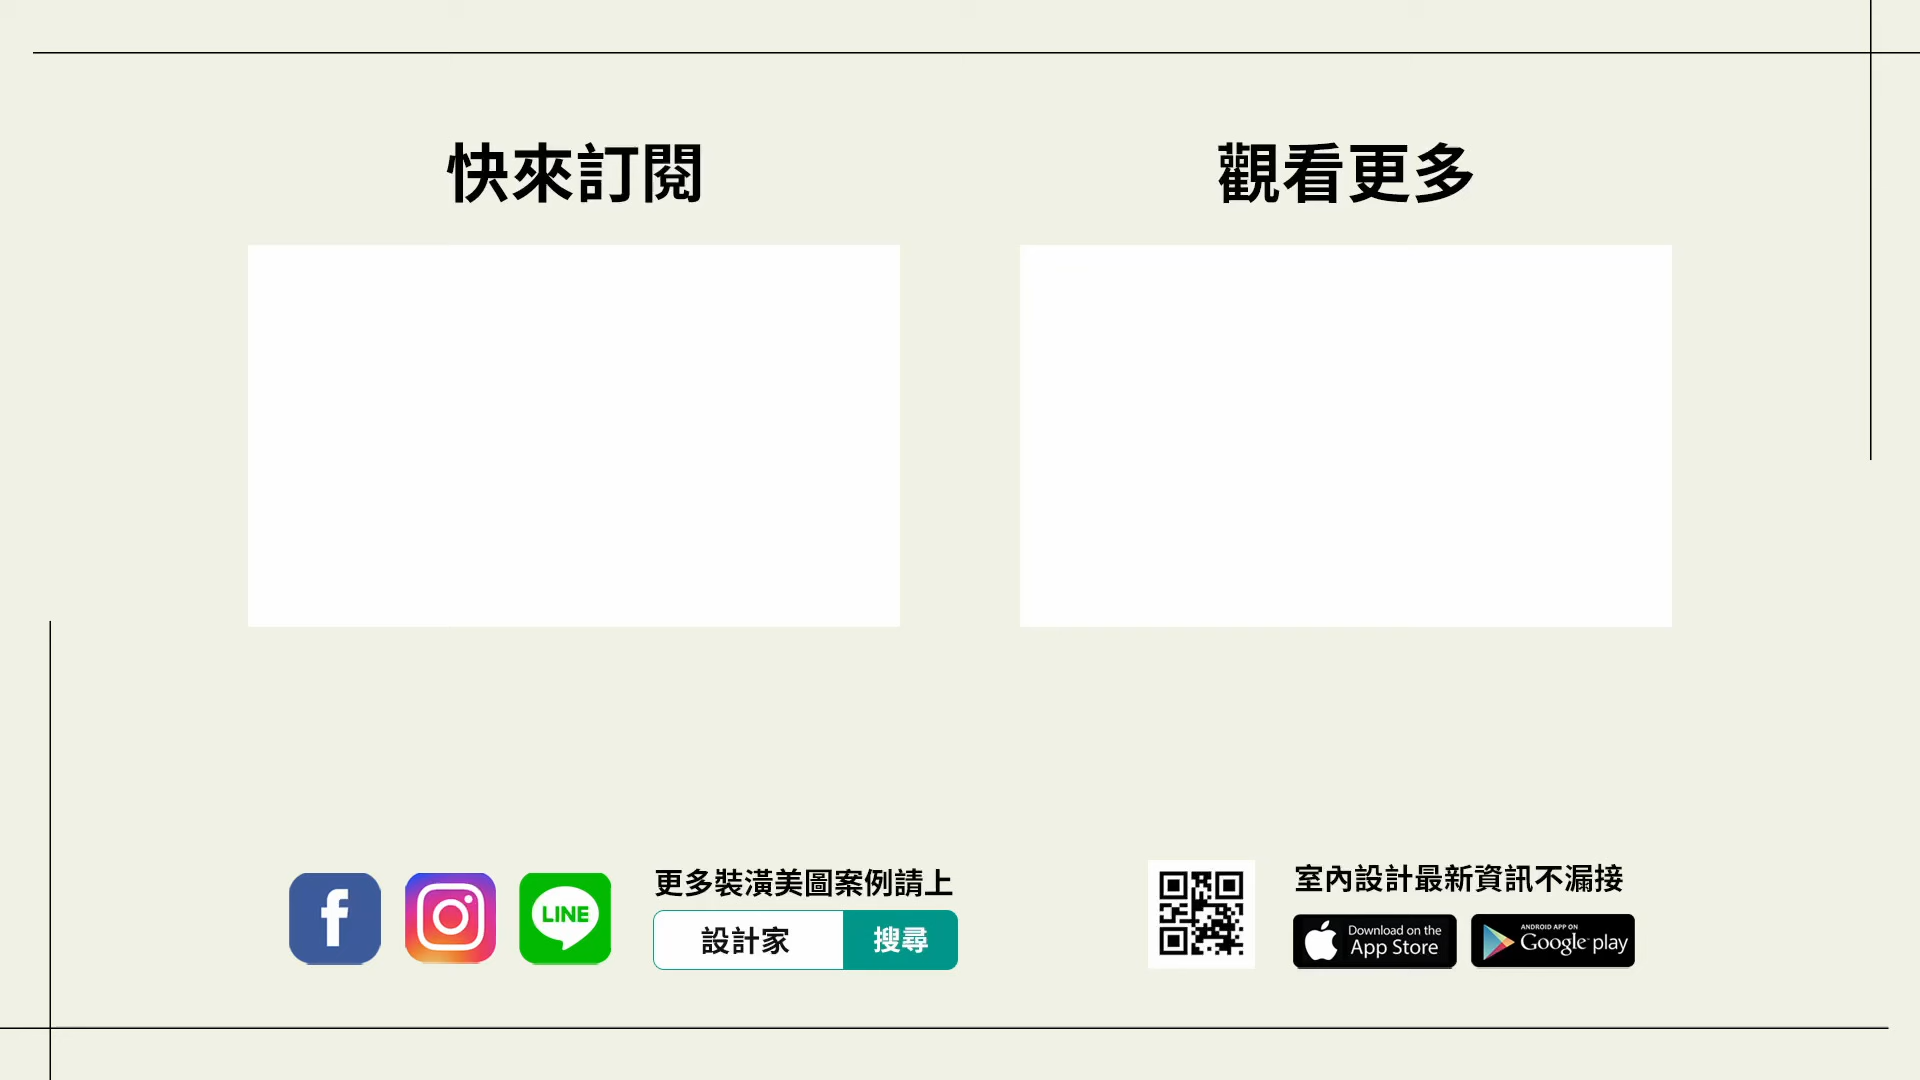 快來訂閱
觀看更多
更多裝潢美圖案例請上
設計家
搜尋
LINE
室內設計最新資訊不漏接
Download on the
App Store
ANDROID APP ON
Google play